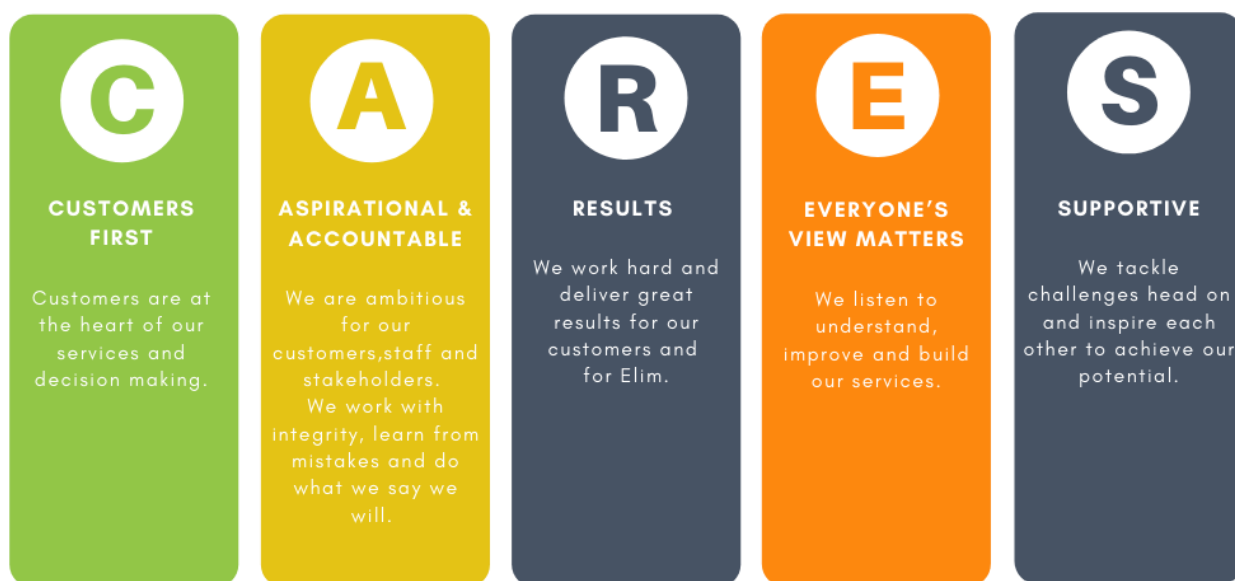 C
CUSTOMERS
FIRST
Customers are at
the heart of our
services and
decision making.
A
ASPIRATIONAL &
ACCOUNTABLE
We are ambitious
for our
customers,staff and
stakeholders.
We work with
integrity, learn from
mistakes and do
what we say we
will.
R
RESULTS
We work hard and
deliver great
results for our
customers and
for Elim.
E
EVERYONE’S
VIEW MATTERS
We listen to
understand,
improve and build
our services.
S
SUPPORTIVE
We tackle
challenges head on
and inspire each
other to achieve our
potential.